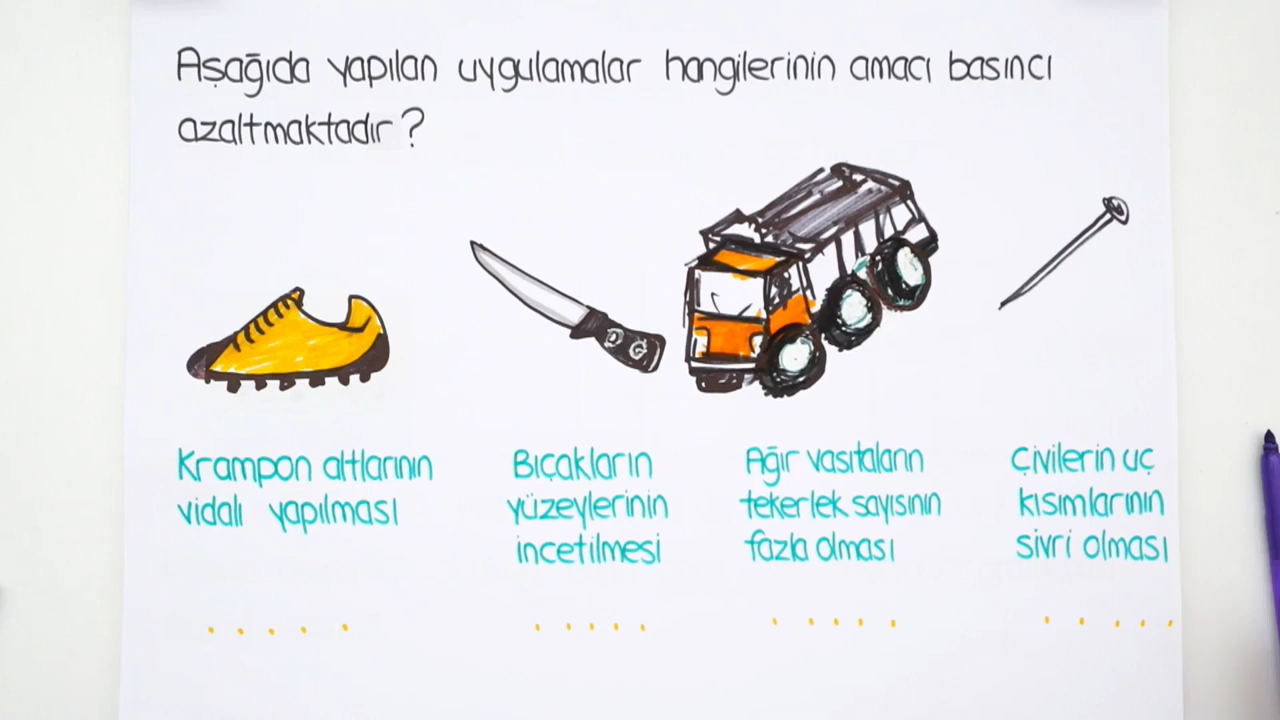 Aşağıda yapılan uygulamalar hangilerinin amacı basıncı
azaltmaktadır?
Krampon altlarının
vidalı yapılması
Bıçakların
yüzeylerinin
incetilmesi
Ağır vasıtaların
tekerlek sayısının
fazla olması
Çivilerin uç
kısımlarının
sivri olması